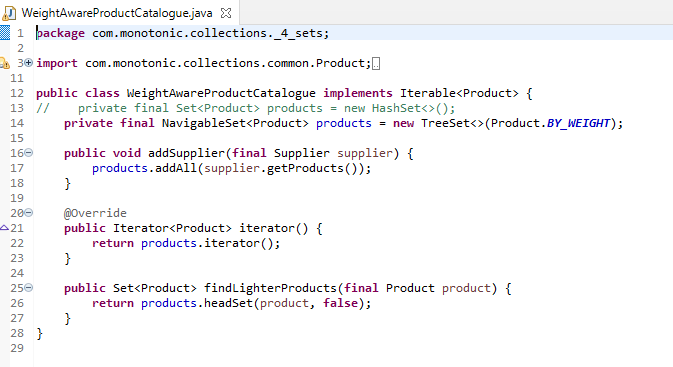 WeightAwareProductCatalogue.java
1 package com.monotonic.collections._4_sets;
2
3 import com.monotonic.collections.common.Product;
11
12 public class WeightAwareProductCatalogue implements Iterable<Product> {
13 //    private final Set<Product> products = new HashSet<>();
14     private final NavigableSet<Product> products = new TreeSet<>(Product.BY_WEIGHT);
15
16     public void addSupplier(final Supplier supplier) {
17         products.addAll(supplier.getProducts());
18     }
19
20     @Override
21     public Iterator<Product> iterator() {
22         return products.iterator();
23     }
24
25     public Set<Product> findLighterProducts(final Product product) {
26         return products.headSet(product, false);
27     }
28 }
29